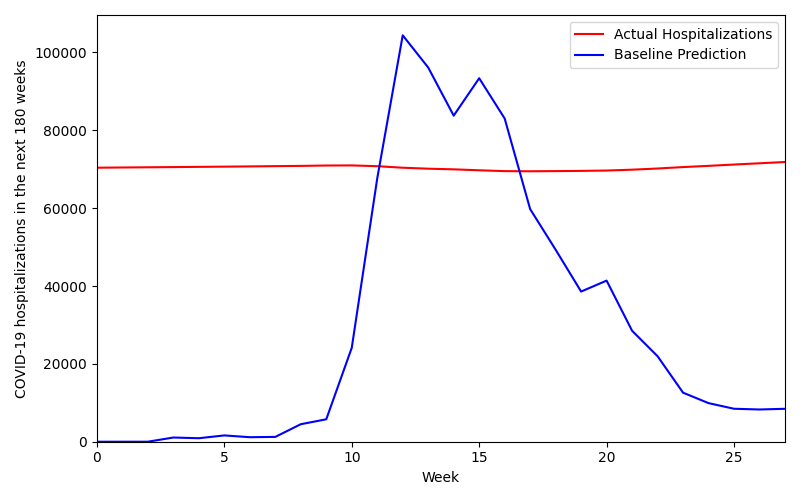 Actual Hospitalizations
Baseline Prediction
COVID-19 hospitalizations in the next 180 weeks
100000
80000
60000
40000
20000
0
0 5 10 15 20 25
Week